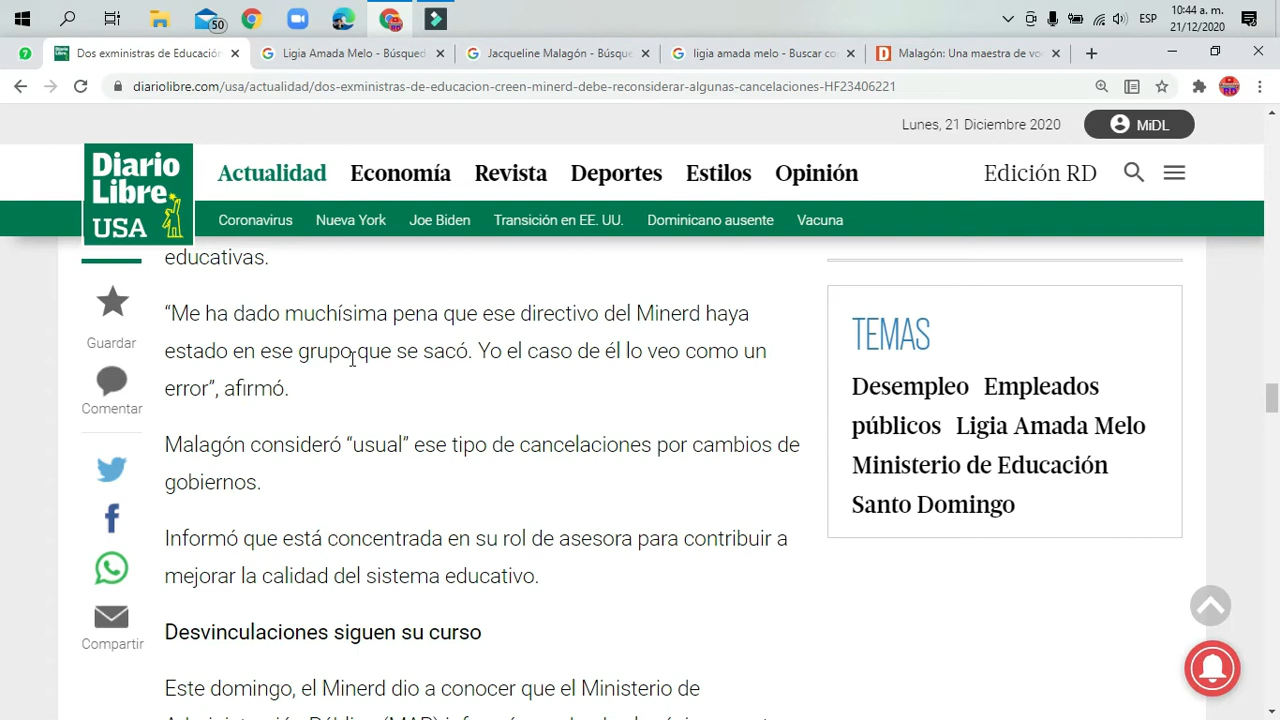 50
ESP
10:44 a. m.
21/12/2020
7
Dos exministras de Educación
Ligia Amada Melo - Búsqued
Jacqueline Malagón - Búsque
ligia amada melo - Buscar co
Malagón: Una maestra de vo
diariolibre.com/usa/actualidad/dos-exministras-de-educacion-creen-minerd-debe-reconsiderar-algunas-cancelaciones-HF23406221
Lunes, 21 Diciembre 2020
MiDL
Diario
Libre
USA
Actualidad Economía Revista Deportes Estilos Opinión
Edición RD
Coronavirus Nueva York Joe Biden Transición en EE. UU. Dominicano ausente Vacuna
educativas.
“Me ha dado muchísima pena que ese directivo del Minerd haya
estado en ese grupo que se sacó. Yo el caso de él lo veo como un
error”, afirmó.
Malagón consideró “usual” ese tipo de cancelaciones por cambios de
gobiernos.
Informó que está concentrada en su rol de asesora para contribuir a
mejorar la calidad del sistema educativo.
Desvinculaciones siguen su curso
Este domingo, el Minerd dio a conocer que el Ministerio de
Guardar
Comentar
Compartir
TEMAS
Desempleo Empleados
públicos Ligia Amada Melo
Ministerio de Educación
Santo Domingo